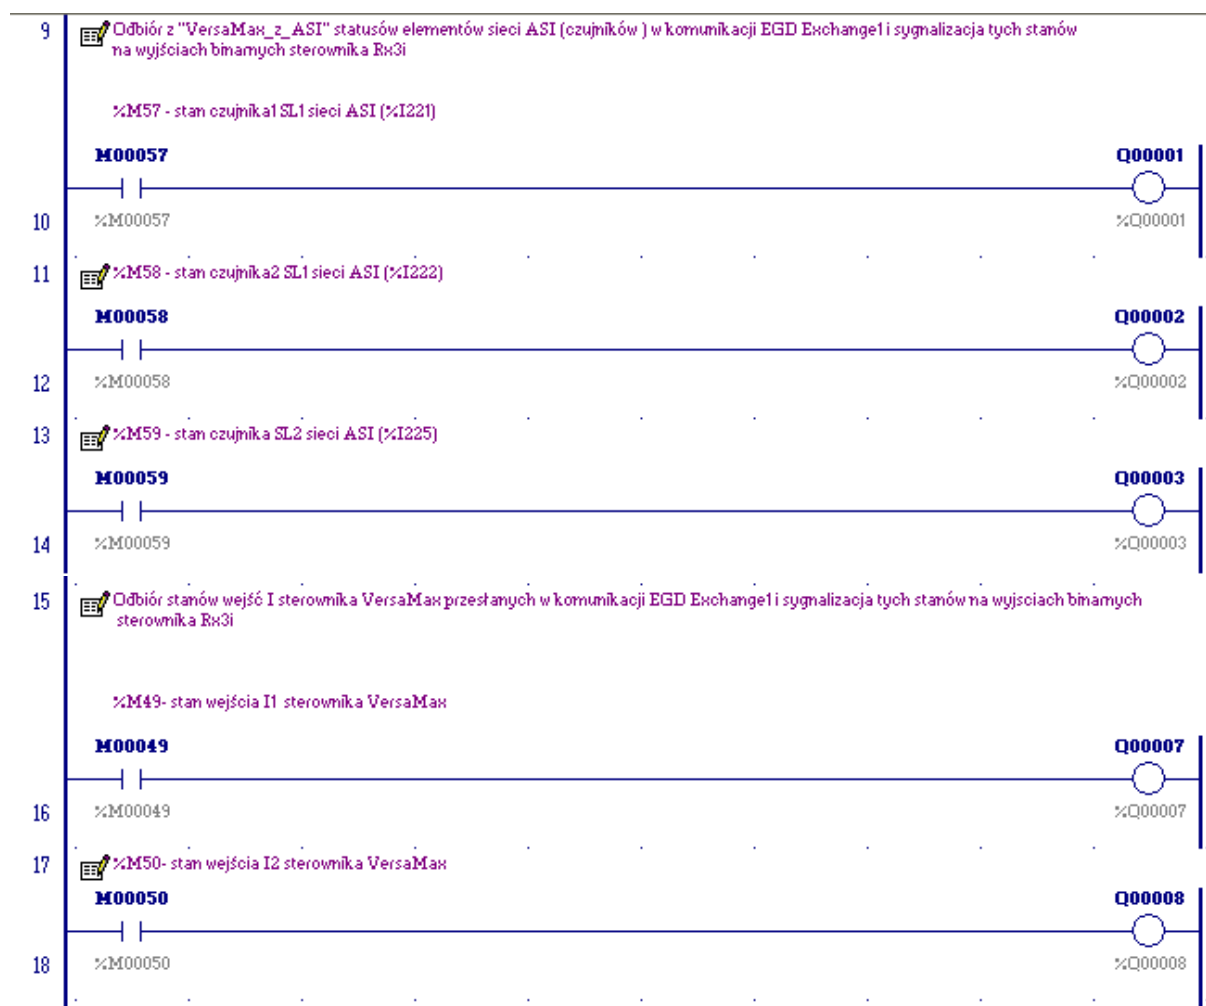 9
Odbiór z "VersaMax_z_ASI" statusów elementów sieci ASI (czujników ) w komunikacji EGD Exchange1 i sygnalizacja tych stanów
na wyjściach binarnych sterownika Rx3i
%M57 - stan czujnika1 SL1 sieci ASI (%I221)
M00057 Q00001
10 %M00057 %Q00001
11 %M58 - stan czujnika2 SL1 sieci ASI (%I222)
M00058 Q00002
12 %M00058 %Q00002
13 %M59 - stan czujnika SL2 sieci ASI (%I225)
M00059 Q00003
14 %M00059 %Q00003
15 Odbiór stanów wejść I sterownika VersaMax przesłanych w komunikacji EGD Exchange1 i sygnalizacja tych stanów na wyjsciach binarnych
sterownika Rx3i
%M49- stan wejścia I1 sterownika VersaMax
M00049 Q00007
16 %M00049 %Q00007
17 %M50- stan wejścia I2 sterownika VersaMax
M00050 Q00008
18 %M00050 %Q00008